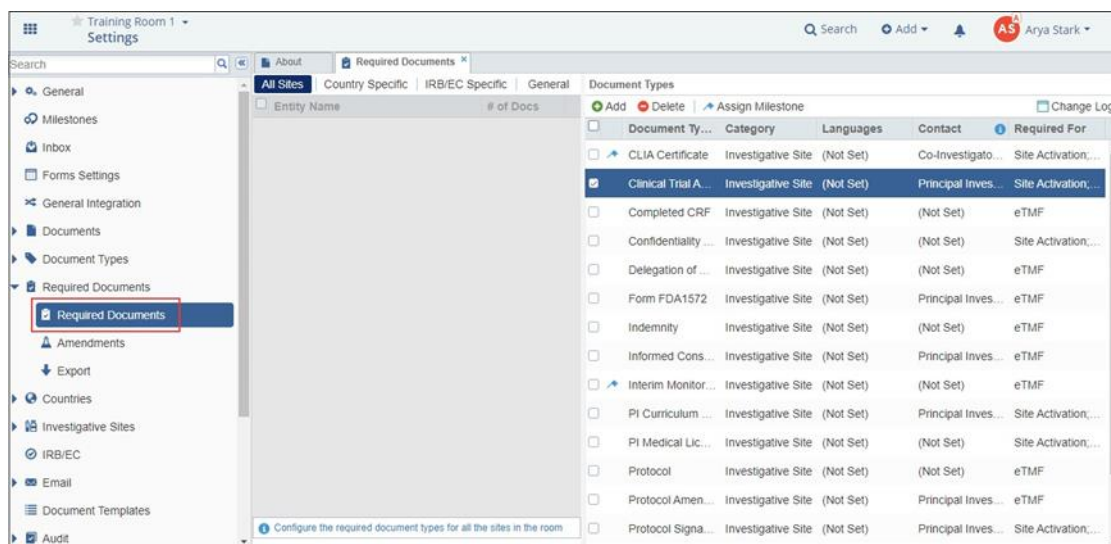 Training Room 1
Settings
Search
Add
A
AS
Arya Stark
Search
About
Required Documents
General
Milestones
Inbox
Forms Settings
General Integration
Documents
Document Types
Required Documents
Required Documents
Amendments
Export
Countries
Investigative Sites
IRB/EC
Email
Document Templates
Audit
All Sites Country Specific IRB/EC Specific General
Entity Name # of Docs
Configure the required document types for all the sites in the room
Document Types
Add Delete Assign Milestone Change Log
Document Ty... Category Languages Contact Required For
CLIA Certificate Investigative Site (Not Set) Co-Investigato... Site Activation;...
Clinical Trial A... Investigative Site (Not Set) Principal Inves... Site Activation;...
Completed CRF Investigative Site (Not Set) (Not Set) eTMF
Confidentiality ... Investigative Site (Not Set) (Not Set) Site Activation;...
Delegation of ... Investigative Site (Not Set) (Not Set) eTMF
Form FDA1572 Investigative Site (Not Set) Principal Inves... eTMF
Indemnity Investigative Site (Not Set) (Not Set) eTMF
Informed Cons... Investigative Site (Not Set) Principal Inves... eTMF
Interim Monitor... Investigative Site (Not Set) (Not Set) eTMF
PI Curriculum ... Investigative Site (Not Set) Principal Inves... Site Activation;...
PI Medical Lic... Investigative Site (Not Set) (Not Set) Site Activation;...
Protocol Investigative Site (Not Set) (Not Set) eTMF
Protocol Amen... Investigative Site (Not Set) Principal Inves... eTMF
Protocol Signa... Investigative Site (Not Set) Principal Inves... Site Activation;...